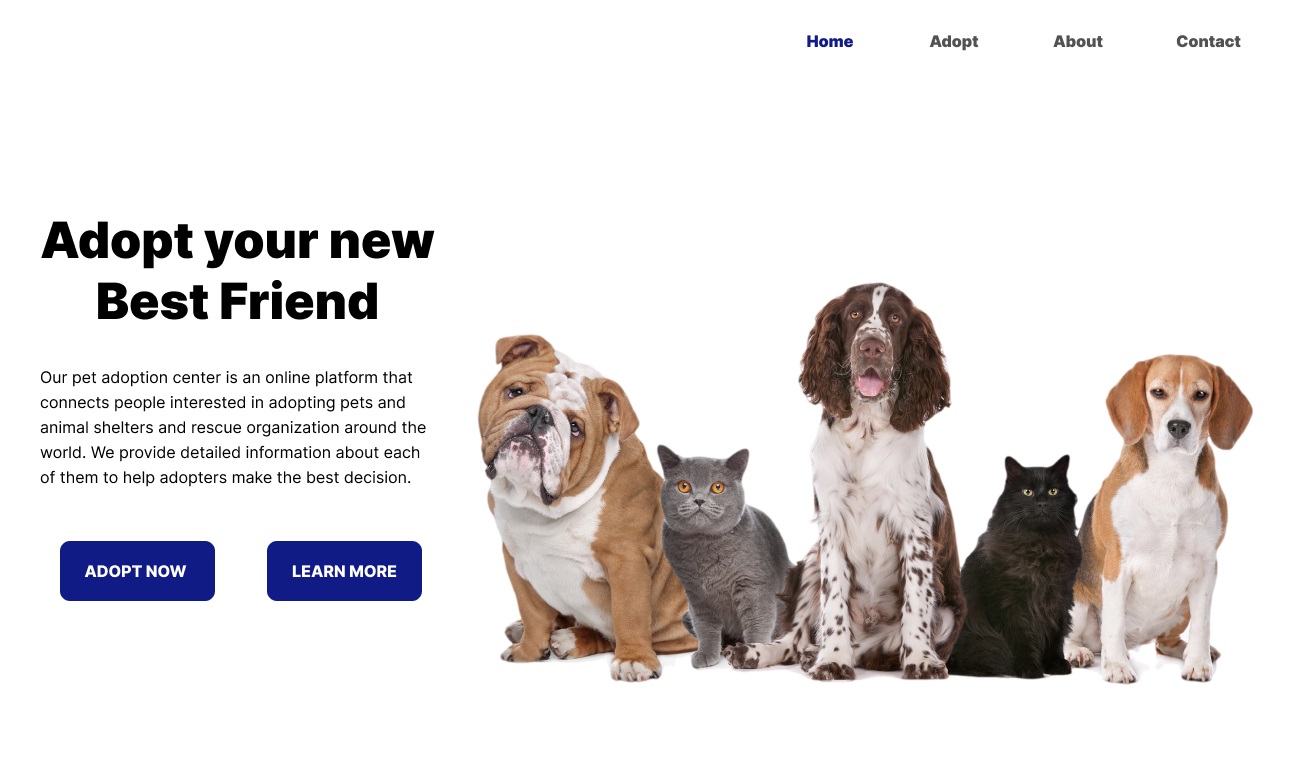 Home
Adopt
About
Contact
Adopt your new
Best Friend
Our pet adoption center is an online platform that
connects people interested in adopting pets and
animal shelters and rescue organization around the
world. We provide detailed information about each
of them to help adopters make the best decision.
ADOPT NOW
LEARN MORE